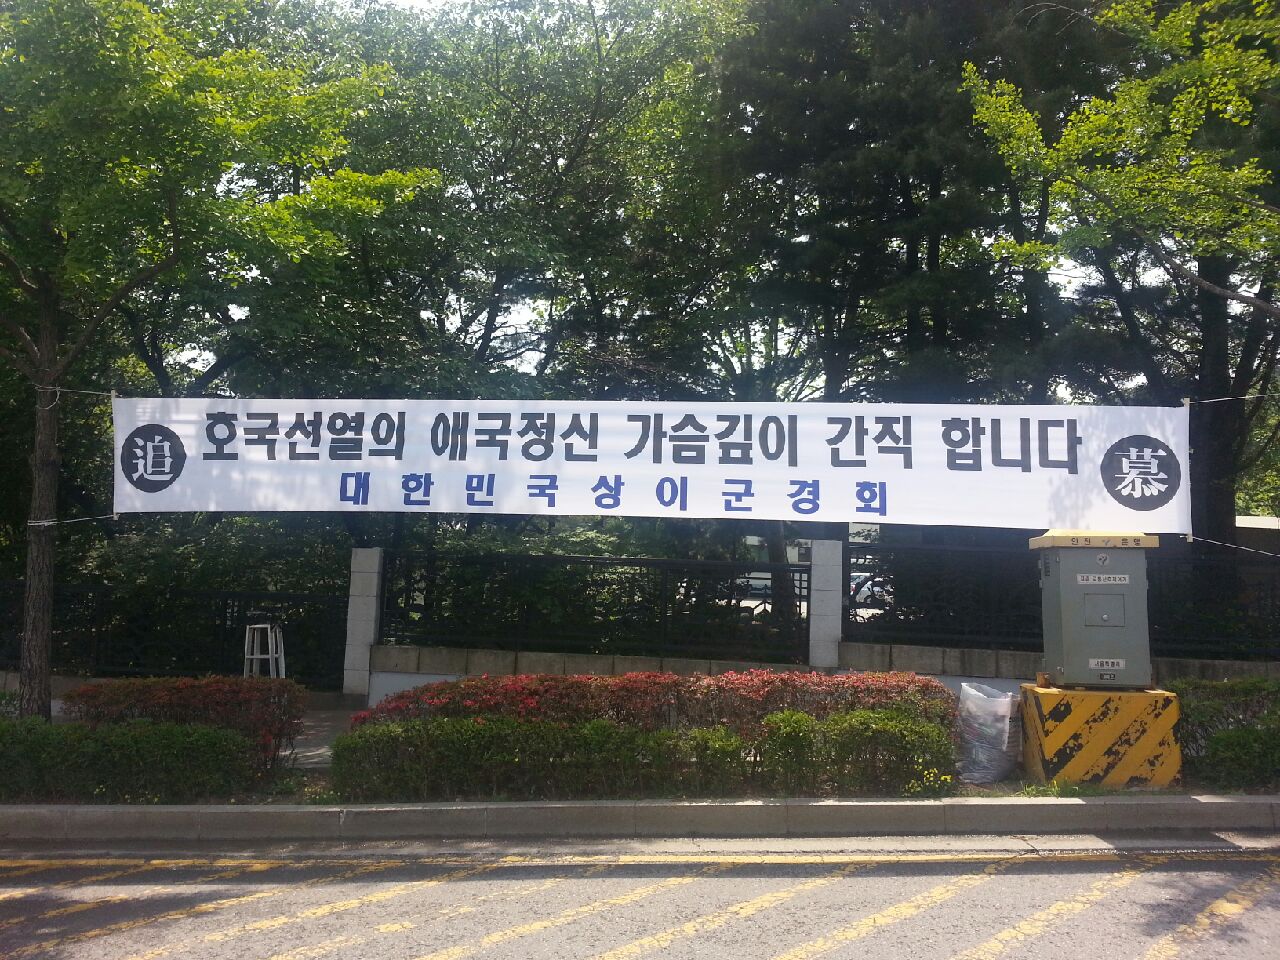 追
호국선열의 애국정신 가슴깊이 간직 합니다
대한민국상이군경회
慕